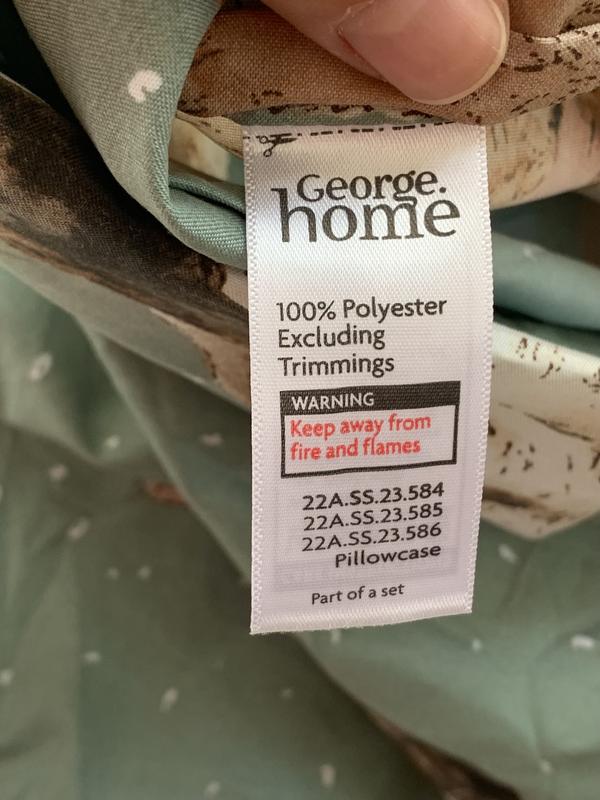 George.
home
100% Polyester
Excluding
Trimmings
WARNING
Keep away from
fire and flames
22A.SS.23.584
22A.SS.23.585
22A.SS.23.586
Pillowcase
Part of a set